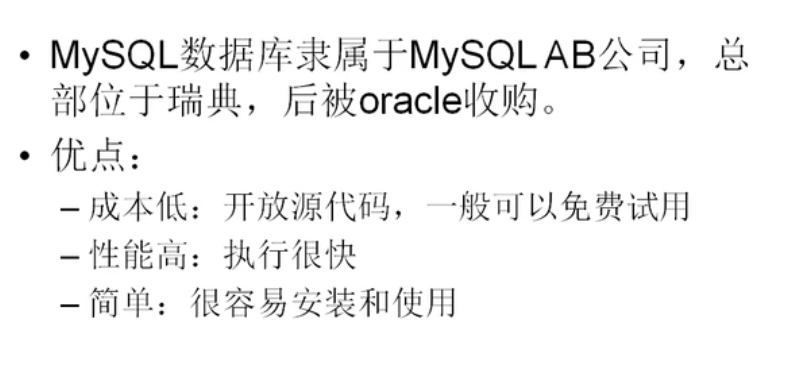 • MySQL数据库隶属于MySQL AB公司，总
部位于瑞典，后被oracle收购。
• 优点：
– 成本低：开放源代码，一般可以免费试用
– 性能高：执行很快
– 简单：很容易安装和使用